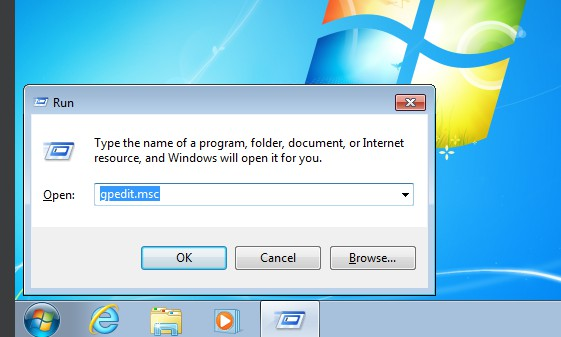 Run
Type the name of a program, folder, document, or Internet
resource, and Windows will open it for you.
Open: gpedit.msc
OK Cancel Browse...